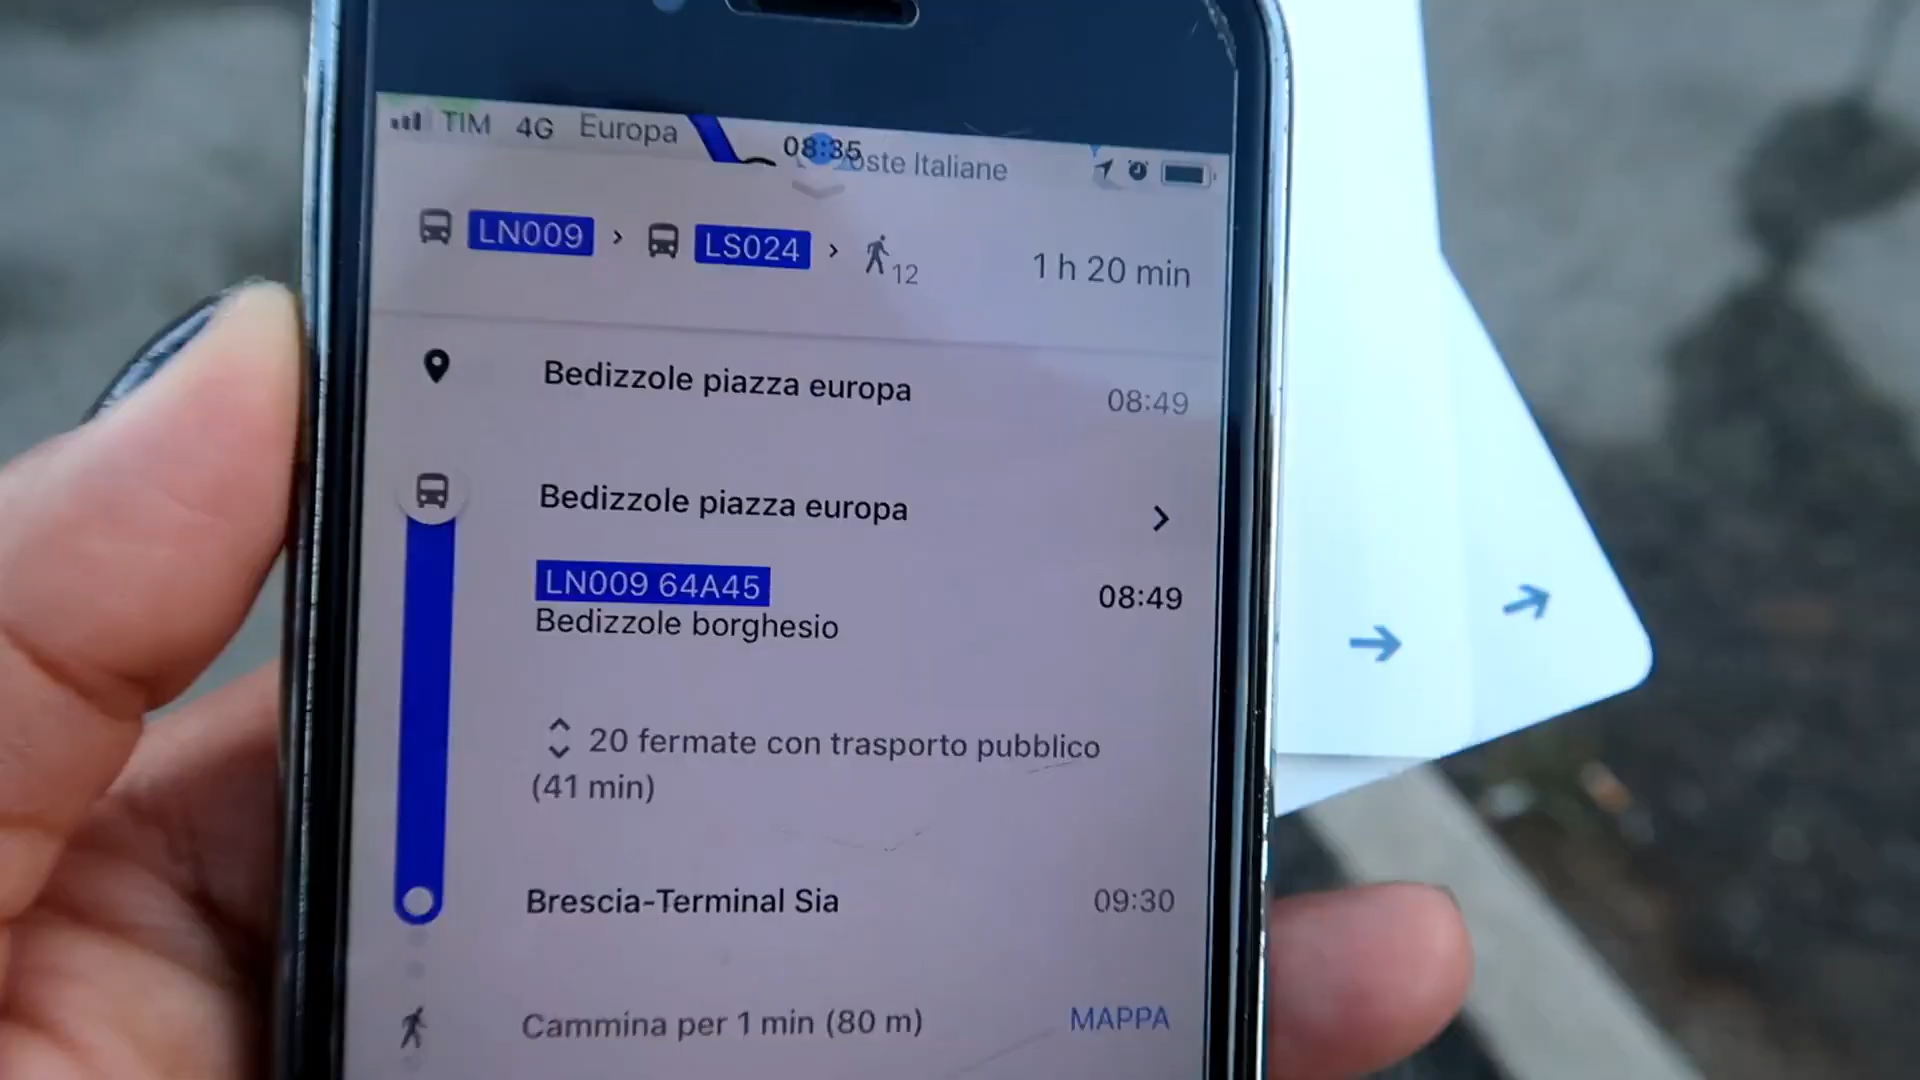 TIM 4G Europa 08:35
oste Italiane
LN009 > LS024 > 12 1 h 20 min
Bedizzole piazza europa 08:49
Bedizzole piazza europa
LN009 64A45 08:49
Bedizzole borghesio
20 fermate con trasporto pubblico
(41 min)
Brescia-Terminal Sia 09:30
Cammina per 1 min (80 m) MAPPA